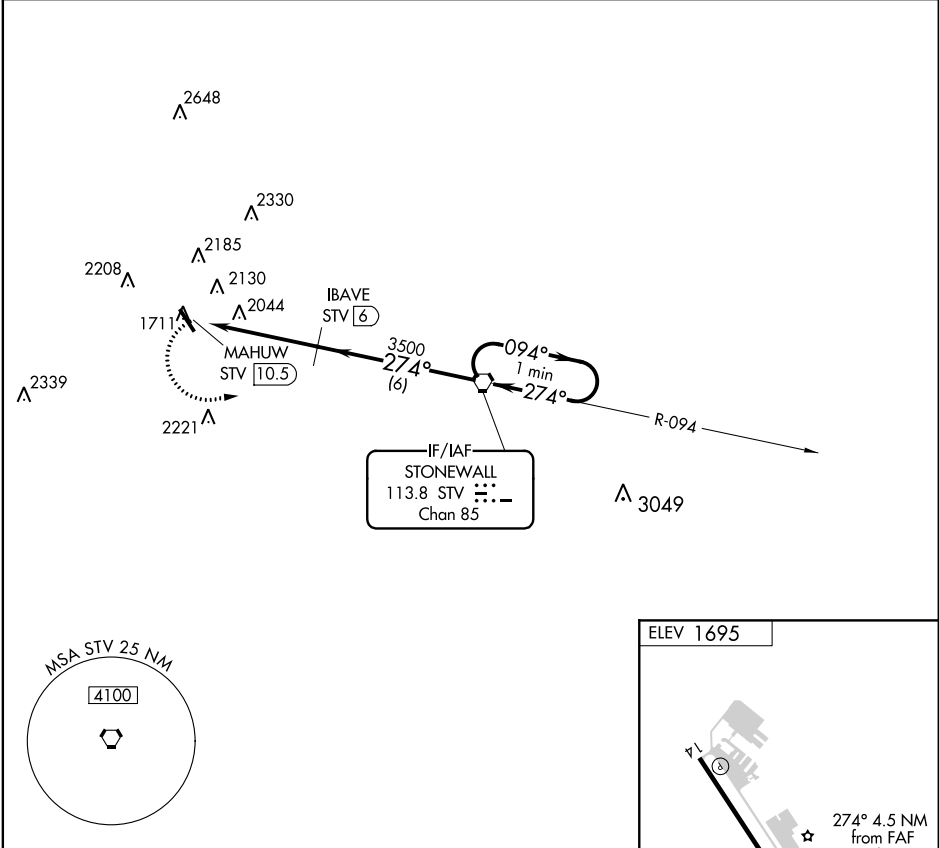 2648
2330
2185
2208
2130
2044
1711
IBAVE
STV 6
MAHUW
STV 10.5
3500
274°
(6)
094°
1 min
274°
R-094
2339
2221
IF/IAF
STONEWALL
113.8 STV
Chan 85
3049
MSA STV 25 NM
4100
ELEV 1695
14
P
274° 4.5 NM
from FAF